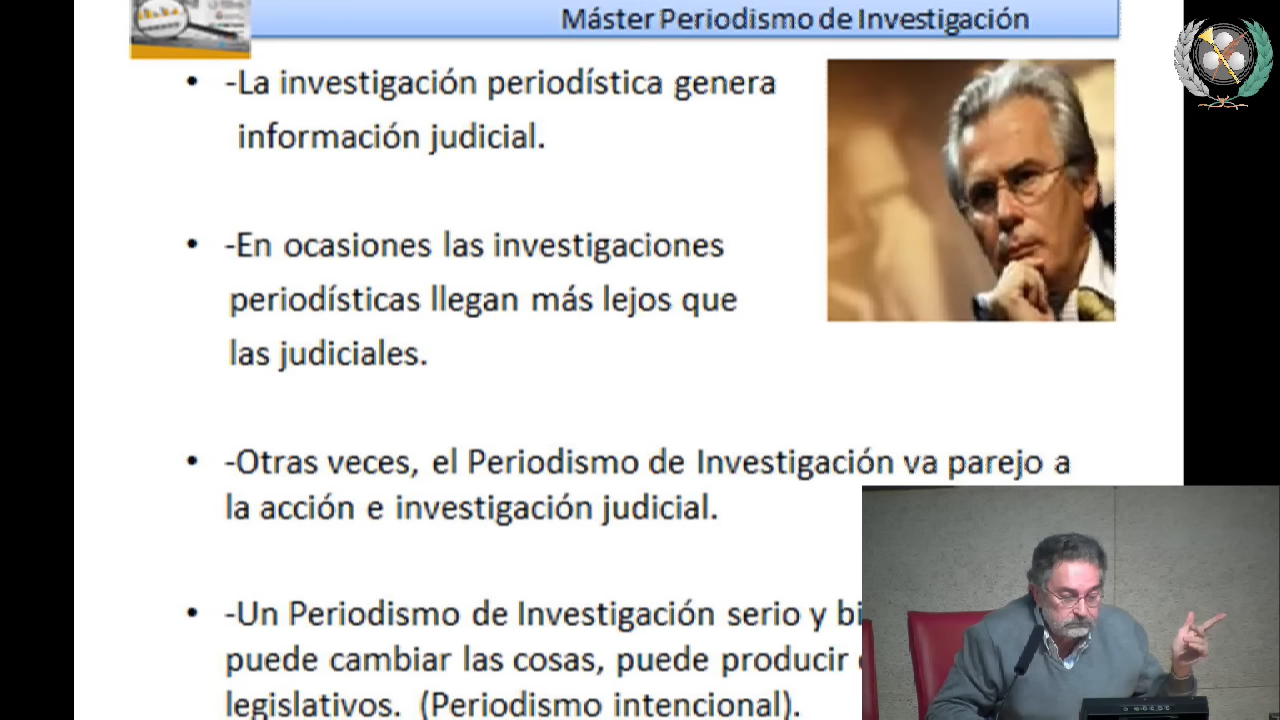 Máster Periodismo de Investigación
• -La investigación periodística genera
información judicial.
• -En ocasiones las investigaciones
periodísticas llegan más lejos que
las judiciales.
• -Otras veces, el Periodismo de Investigación va parejo a
la acción e investigación judicial.
• -Un Periodismo de Investigación serio y
puede cambiar las cosas, puede producir
legislativos. (Periodismo intencional).